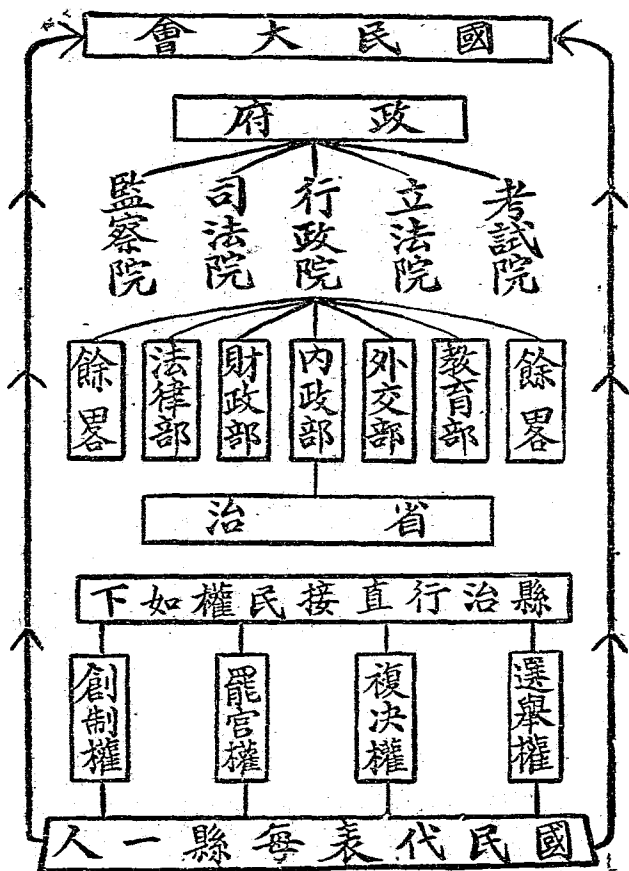 國民大會
政府
考試院
立法院
行政院
司法院
監察院
餘畧
教育部
外交部
內政部
財政部
法律部
餘畧
省治
縣治行直接民權如下
選舉權
複决權
罷官權
創制權
國民代表每縣一人